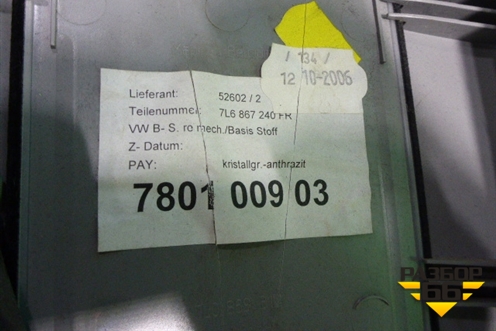 / 134 /
12 10-2006
Lieferant: 52602 / 2
Teilenummer: 7L6 867 240 FR
VW B- S. ro mech./Basis Stoff
Z- Datum:
PAY: kristallgr.-anthrazit
7801 009 03
РАЗБОР
66